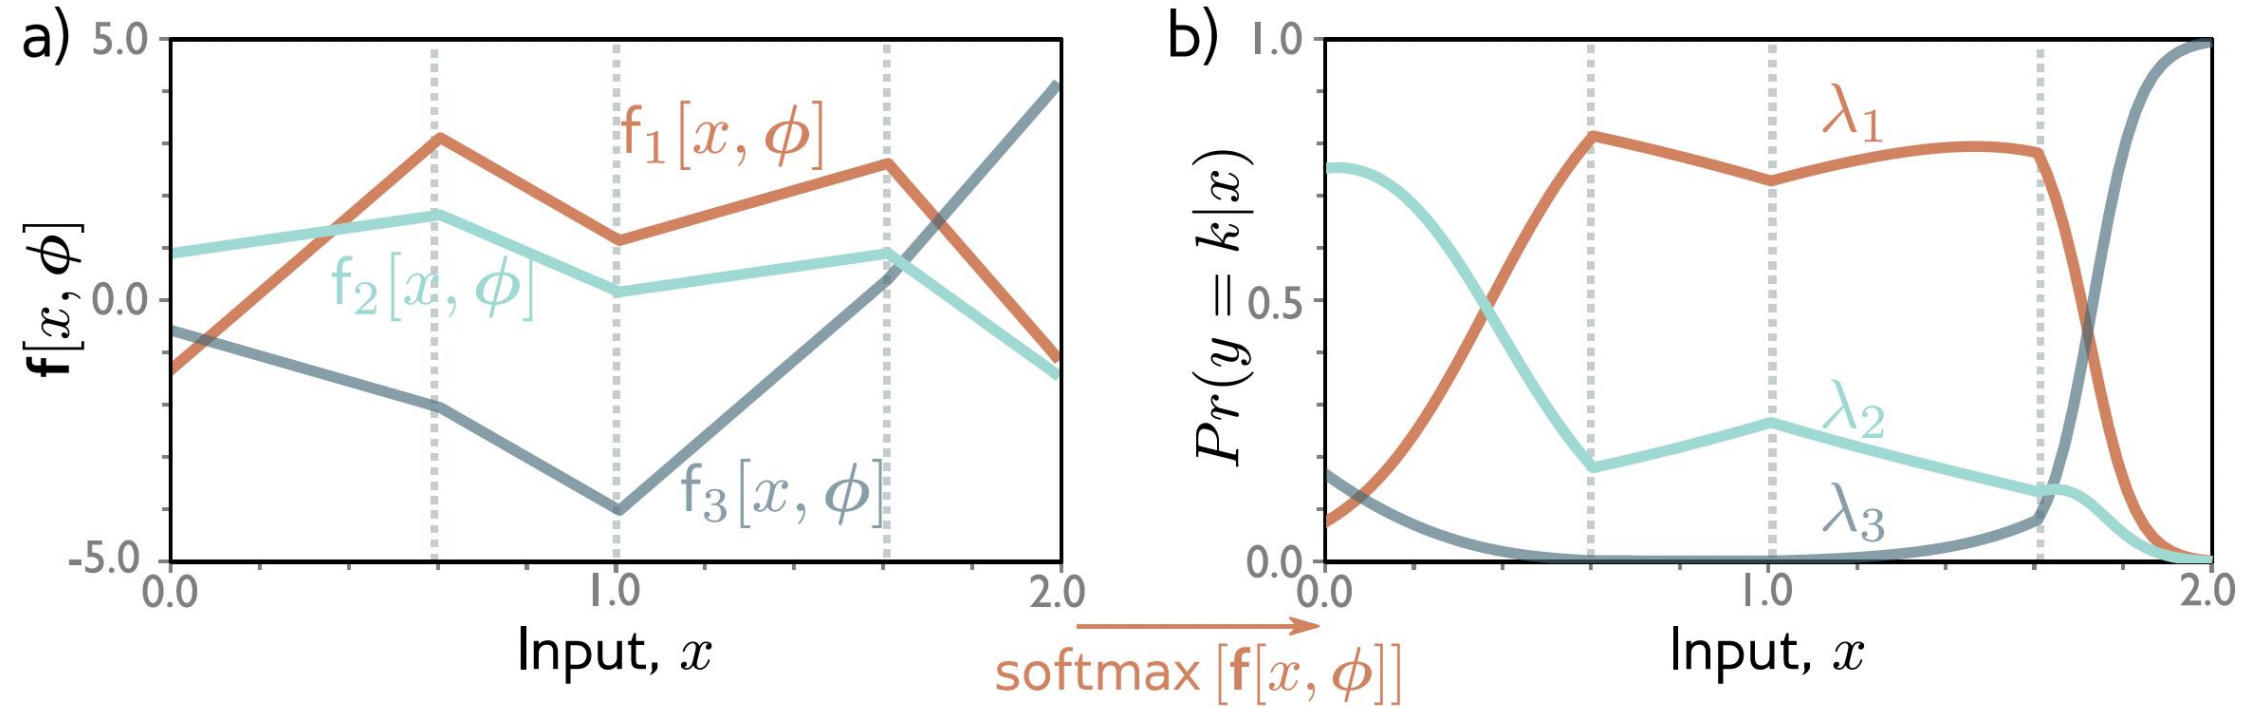 a)
5.0
0.0
-5.0
f[x, ϕ]
f₁[x, ϕ]
f₂[x, ϕ]
f₃[x, ϕ]
0.0 1.0 2.0
Input, x
softmax [f[x, ϕ]]
b)
1.0
0.5
0.0
Pr(y = k|x)
λ₁
λ₂
λ₃
0.0 1.0 2.0
Input, x